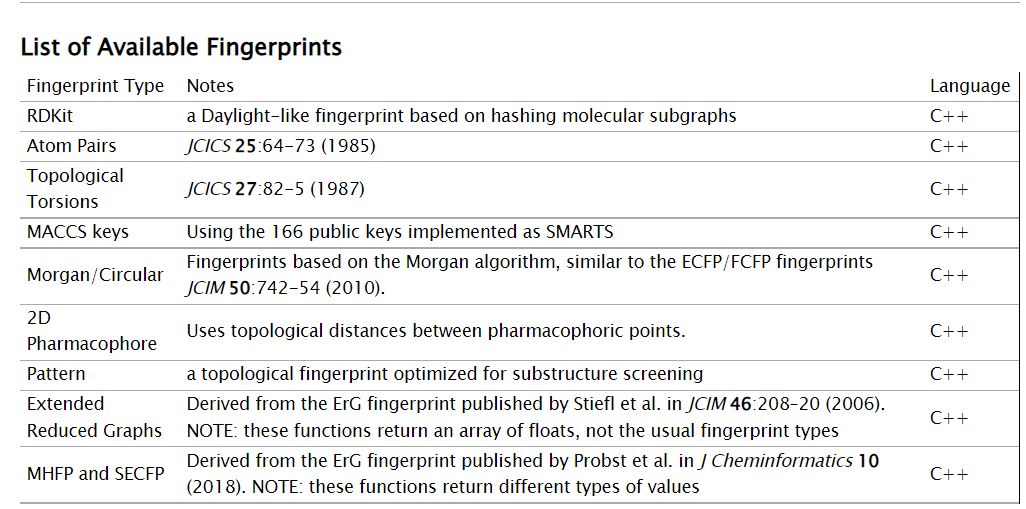 List of Available Fingerprints
Fingerprint Type Notes Language
RDKit a Daylight-like fingerprint based on hashing molecular subgraphs C++
Atom Pairs JCICS 25:64-73 (1985) C++
Topological
Torsions JCICS 27:82-5 (1987) C++
MACCS keys Using the 166 public keys implemented as SMARTS C++
Morgan/Circular Fingerprints based on the Morgan algorithm, similar to the ECFP/FCFP fingerprints
JCIM 50:742-54 (2010). C++
2D
Pharmacophore Uses topological distances between pharmacophoric points. C++
Pattern a topological fingerprint optimized for substructure screening C++
Extended Derived from the ErG fingerprint published by Stiefl et al. in JCIM 46:208-20 (2006).
Reduced Graphs NOTE: these functions return an array of floats, not the usual fingerprint types C++
MHFP and SECFP Derived from the ErG fingerprint published by Probst et al. in J Cheminformatics 10
(2018). NOTE: these functions return different types of values C++